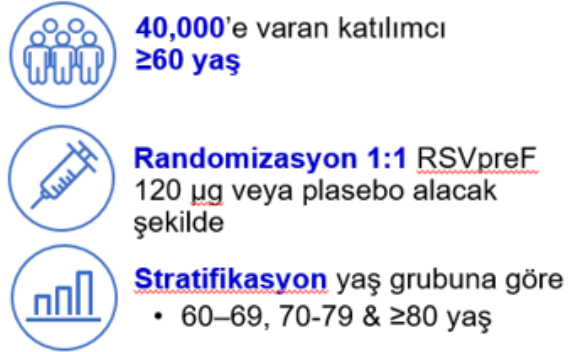 40,000’e varan katılımcı
≥60 yaş
Randomizasyon 1:1 RSVpreF
120 µg veya plasebo alacak
şekilde
Stratifikasyon yaş grubuna göre
• 60–69, 70-79 & ≥80 yaş